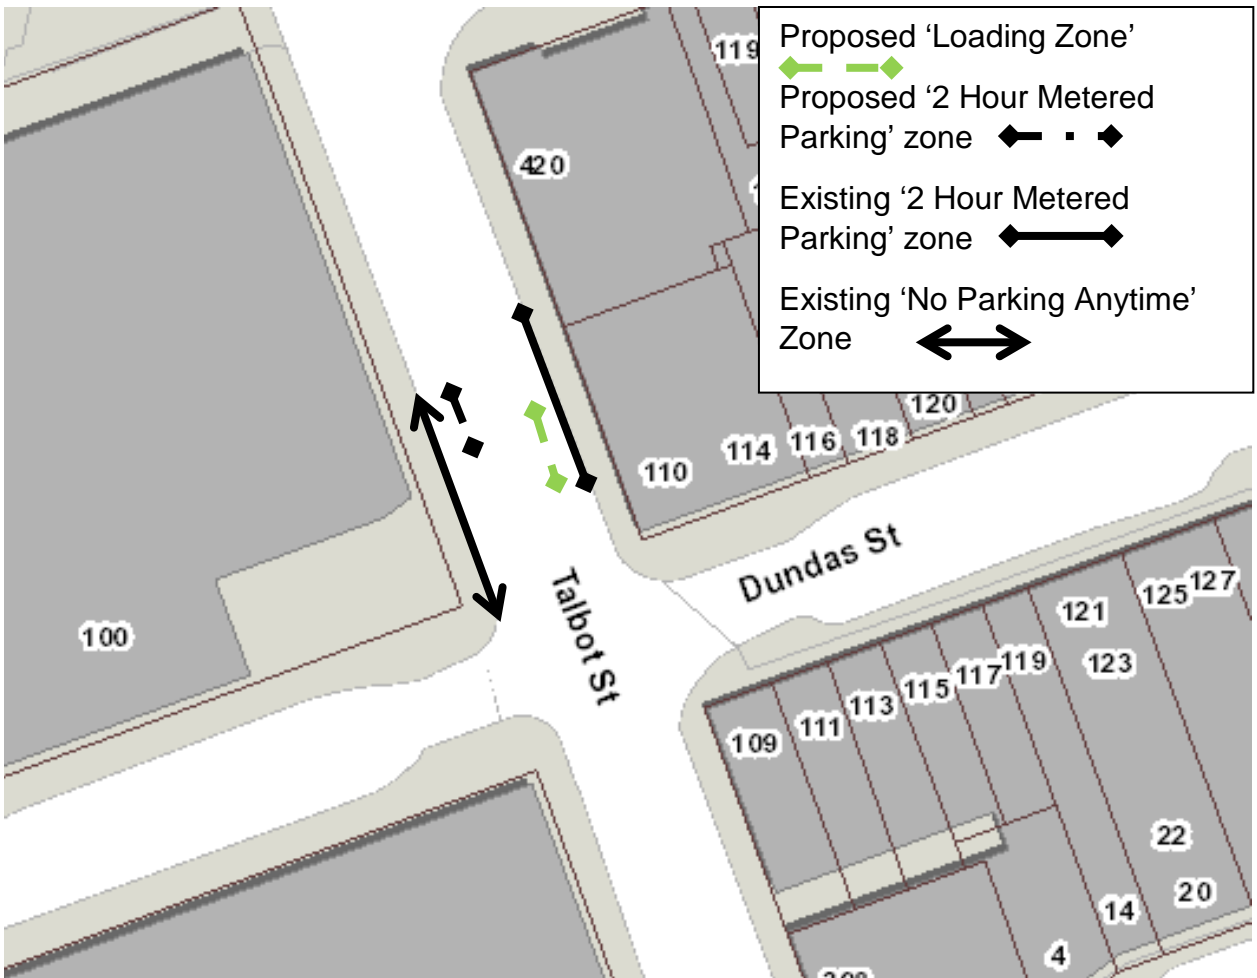 Proposed ‘Loading Zone’
Proposed ‘2 Hour Metered
Parking’ zone
Existing ‘2 Hour Metered
Parking’ zone
Existing ‘No Parking Anytime’
Zone
119
420
120
110
114
116
118
Dundas St
Talbot St
100
109
111
113
115
117
119
121
123
125
127
22
20
14
4